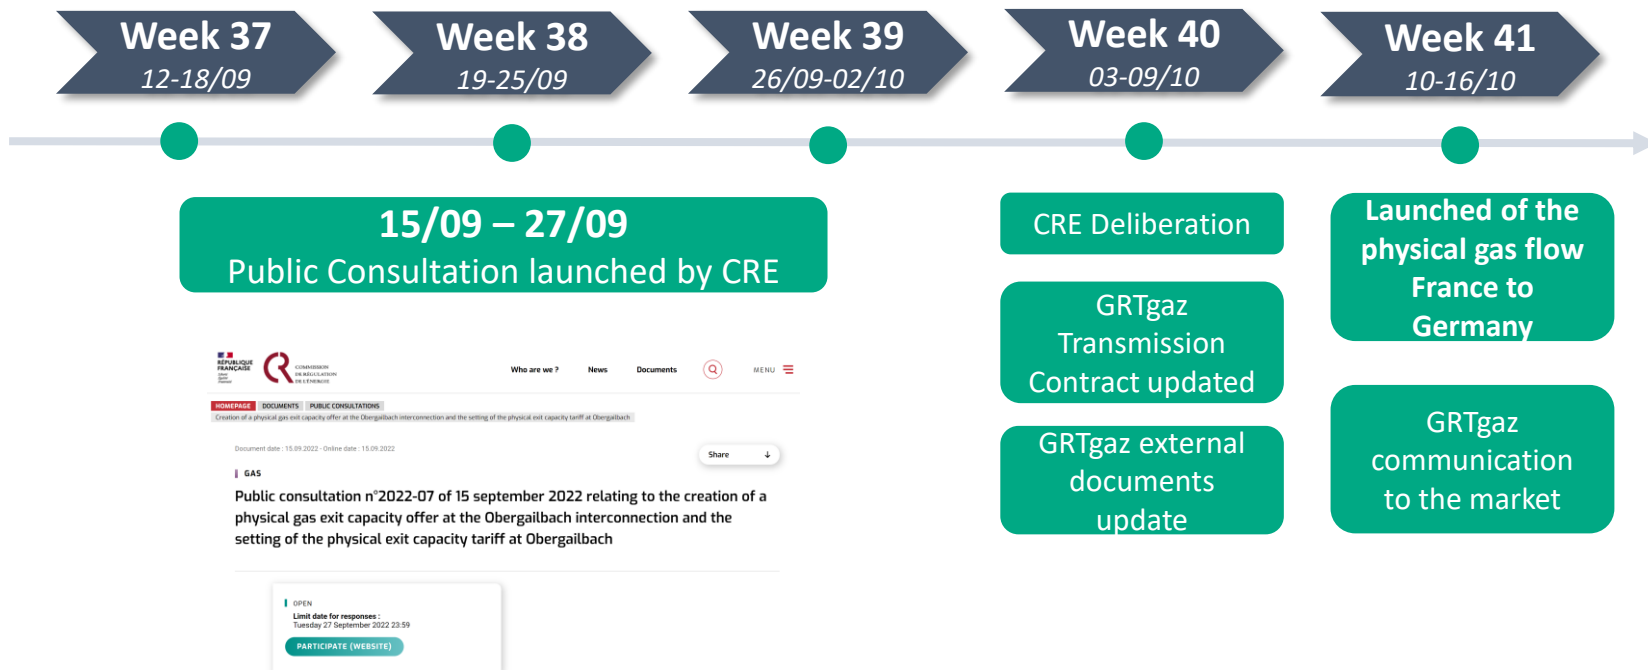 Week 37
12-18/09
Week 38
19-25/09
Week 39
26/09-02/10
Week 40
03-09/10
Week 41
10-16/10
15/09 – 27/09
Public Consultation launched by CRE
CRE Deliberation
GRTgaz
Transmission
Contract updated
GRTgaz external
documents
update
Launched of the
physical gas flow
France to
Germany
GRTgaz
communication
to the market
RÉPUBLIQUE
FRANÇAISE
COMMISSION
DE RÉGULATION
DE L'ÉNERGIE
Who are we ?
News
Documents
MENU
HOMEPAGE
DOCUMENTS
PUBLIC CONSULTATIONS
Creation of a physical gas exit capacity offer at the Obergailbach interconnection and the setting of the physical exit capacity tariff at Obergailbach
Document date : 15.09.2022 - Online date : 15.09.2022
Share
GAS
Public consultation n°2022-07 of 15 september 2022 relating to the creation of a
physical gas exit capacity offer at the Obergailbach interconnection and the
setting of the physical exit capacity tariff at Obergailbach
OPEN
Limit date for responses :
Tuesday 27 September 2022 23:59
PARTICIPATE (WEBSITE)